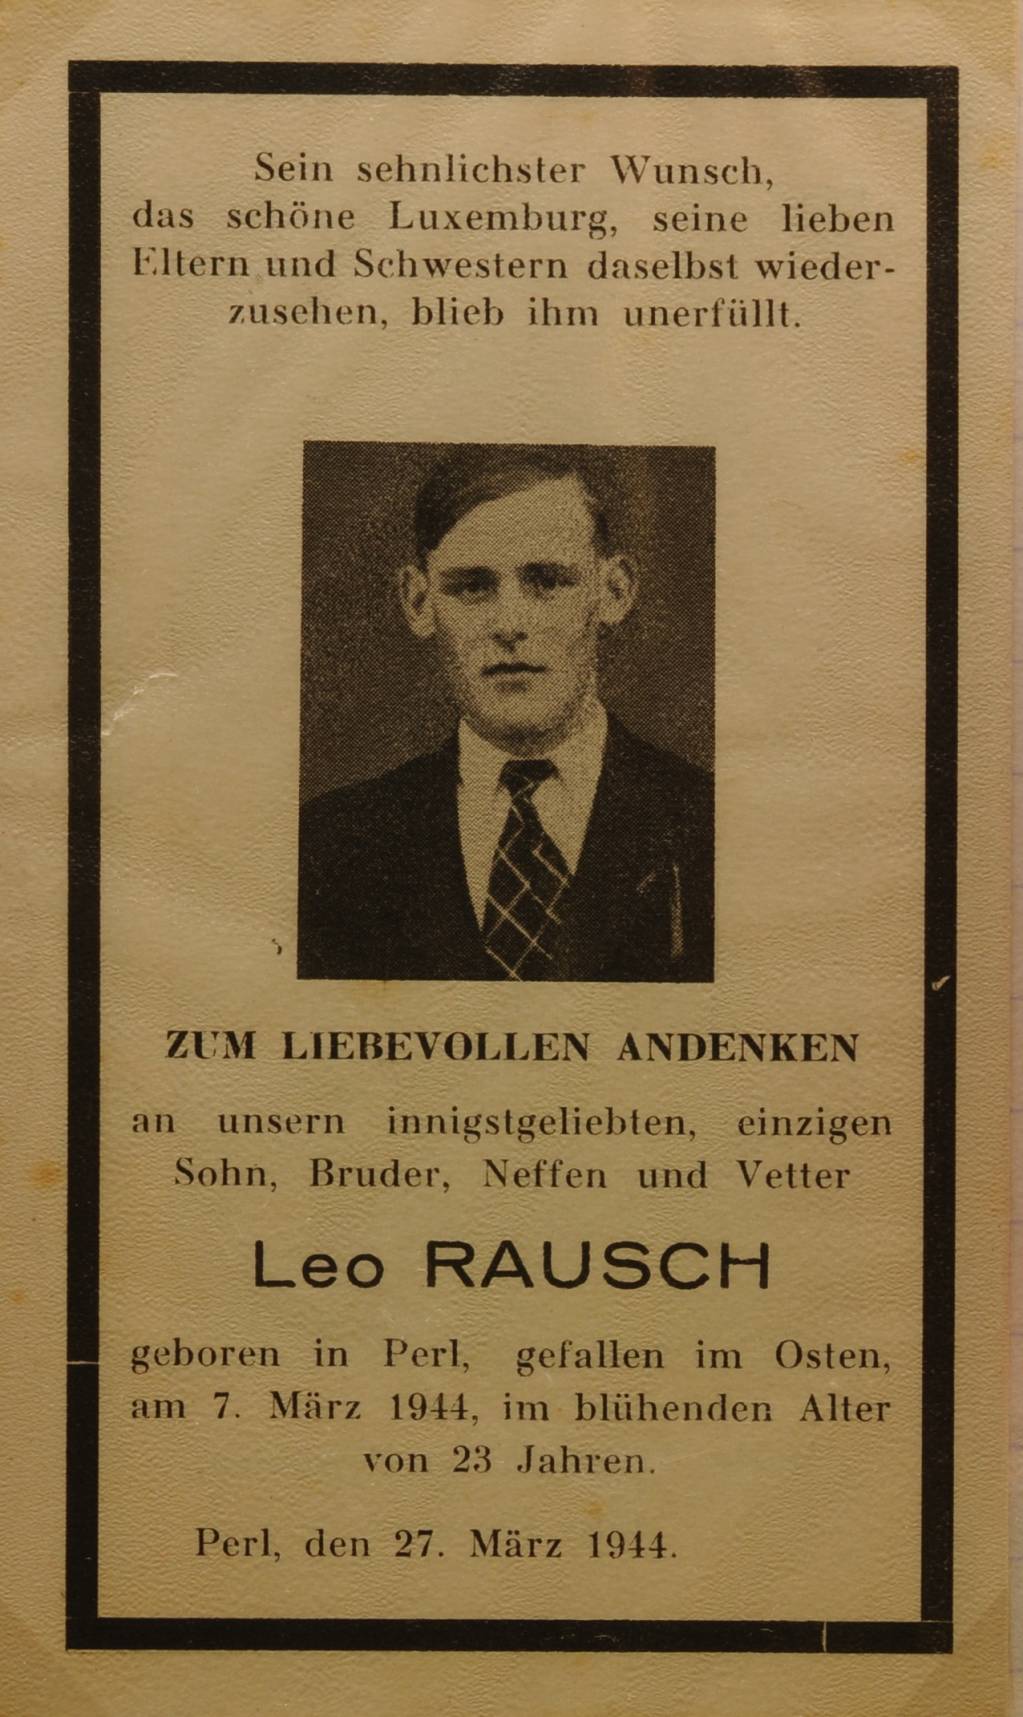 Sein sehnlichster Wunsch,
das schöne Luxemburg, seine lieben
Eltern und Schwestern daselbst wieder-
zusehen, blieb ihm unerfüllt.
ZUM LIEBEVOLLEN ANDENKEN
an unsern innigstgeliebten, einzigen
Sohn, Bruder, Neffen und Vetter
Leo RAUSCH
geboren in Perl, gefallen im Osten,
am 7. März 1944, im blühenden Alter
von 23 Jahren.
Perl, den 27. März 1944.